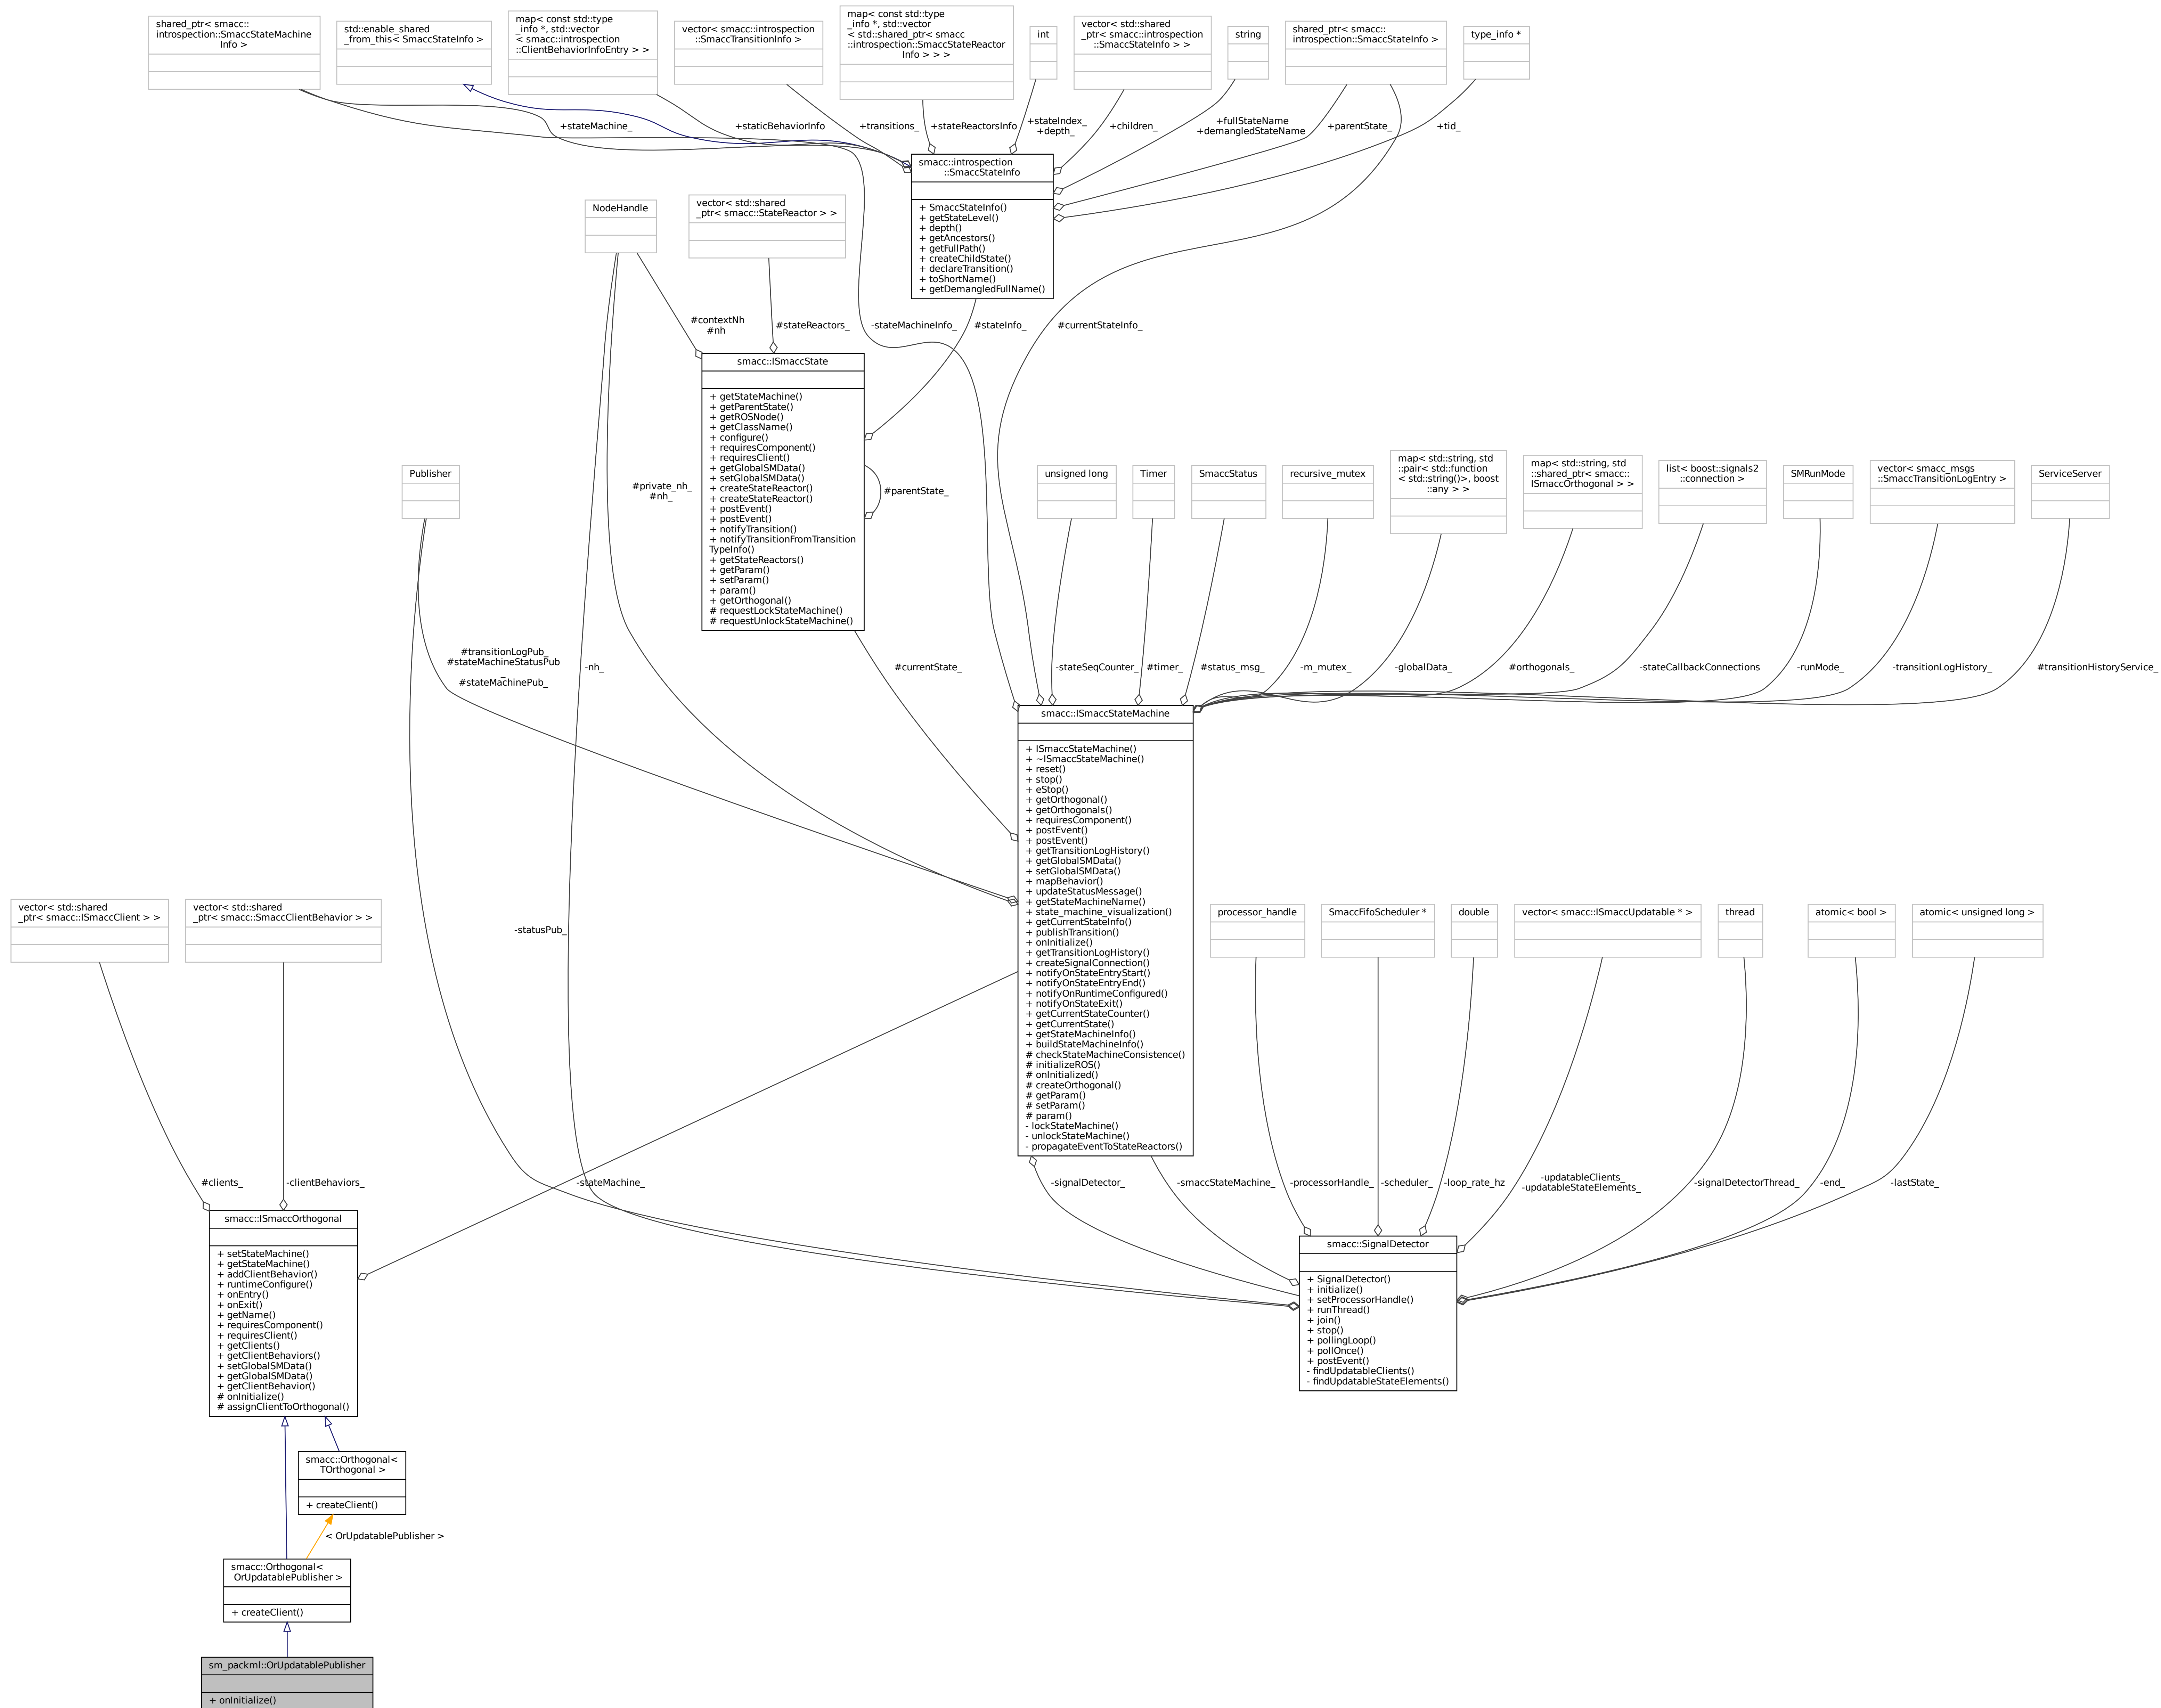 shared_ptr< smacc::
introspection::SmaccStateMachine
Info >
std::enable_shared
_from_this< SmaccStateInfo >
map< const std::type
_info *, std::vector
< smacc::introspection
::ClientBehaviorInfoEntry > >
vector< smacc::introspection
::SmaccTransitionInfo >
map< const std::type
_info *, std::vector
< std::shared_ptr< smacc
::introspection::SmaccStateReactor
Info > > >
int
vector< std::shared
_ptr< smacc::introspection
::SmaccStateInfo > >
string
shared_ptr< smacc::
introspection::SmaccStateInfo >
type_info *
+stateMachine_
+staticBehaviorInfo
+transitions_
+stateReactorsInfo
+stateIndex_
+depth_
+children_
+fullStateName
+demangledStateName
+parentState_
+tid_
smacc::introspection
::SmaccStateInfo
+ SmaccStateInfo()
+ getStateLevel()
+ depth()
+ getAncestors()
+ getFullPath()
+ createChildState()
+ declareTransition()
+ toShortName()
+ getDemangledFullName()
NodeHandle
vector< std::shared
_ptr< smacc::StateReactor > >
#contextNh
#nh
#stateReactors_
-stateMachineInfo_
#stateInfo_
#currentStateInfo_
smacc::ISmaccState
+ getStateMachine()
+ getParentState()
+ getROSNode()
+ getClassName()
+ configure()
+ requiresComponent()
+ requiresClient()
+ getGlobalSMData()
+ setGlobalSMData()
+ createStateReactor()
+ createStateReactor()
+ postEvent()
+ postEvent()
+ notifyTransition()
+ notifyTransitionFromTransition
TypeInfo()
+ getStateReactors()
+ getParam()
+ setParam()
+ param()
+ getOrthogonal()
# requestLockStateMachine()
# requestUnlockStateMachine()
#parentState_
Publisher
#private_nh_
#nh_
unsigned long
Timer
SmaccStatus
recursive_mutex
map< std::string, std
::pair< std::function
< std::string()>, boost
::any > >
map< std::string, std
::shared_ptr< smacc::
ISmaccOrthogonal > >
list< boost::signals2
::connection >
SMRunMode
vector< smacc_msgs
::SmaccTransitionLogEntry >
ServiceServer
#transitionLogPub_
#stateMachineStatusPub
_
#stateMachinePub_
-nh_
#currentState_
-stateSeqCounter_
#timer_
#status_msg_
-m_mutex_
-globalData_
#orthogonals_
-stateCallbackConnections
-runMode_
-transitionLogHistory_
#transitionHistoryService_
smacc::ISmaccStateMachine
+ ISmaccStateMachine()
+ ~ISmaccStateMachine()
+ reset()
+ stop()
+ eStop()
+ getOrthogonal()
+ getOrthogonals()
+ requiresComponent()
+ postEvent()
+ postEvent()
+ getTransitionLogHistory()
+ getGlobalSMData()
+ setGlobalSMData()
+ mapBehavior()
+ updateStatusMessage()
+ getStateMachineName()
+ state_machine_visualization()
+ getCurrentStateInfo()
+ publishTransition()
+ onInitialize()
+ getTransitionLogHistory()
+ createSignalConnection()
+ notifyOnStateEntryStart()
+ notifyOnStateEntryEnd()
+ notifyOnRuntimeConfigured()
+ notifyOnStateExit()
+ getCurrentStateCounter()
+ getCurrentState()
+ getStateMachineInfo()
+ buildStateMachineInfo()
# checkStateMachineConsistence()
# initializeROS()
# onInitialized()
# createOrthogonal()
# getParam()
# setParam()
# param()
- lockStateMachine()
- unlockStateMachine()
- propagateEventToStateReactors()
vector< std::shared
_ptr< smacc::ISmaccClient > >
vector< std::shared
_ptr< smacc::SmaccClientBehavior > >
-statusPub_
processor_handle
SmaccFifoScheduler *
double
vector< smacc::ISmaccUpdatable * >
thread
atomic< bool >
atomic< unsigned long >
#clients_
-clientBehaviors_
-stateMachine_
-signalDetector_
-smaccStateMachine_
-processorHandle_
-scheduler_
-loop_rate_hz
-updatableClients_
-updatableStateElements_
-signalDetectorThread_
-end_
-lastState_
smacc::ISmaccOrthogonal
+ setStateMachine()
+ getStateMachine()
+ addClientBehavior()
+ runtimeConfigure()
+ onEntry()
+ onExit()
+ getName()
+ requiresComponent()
+ requiresClient()
+ getClients()
+ getClientBehaviors()
+ setGlobalSMData()
+ getGlobalSMData()
+ getClientBehavior()
# onInitialize()
# assignClientToOrthogonal()
smacc::SignalDetector
+ SignalDetector()
+ initialize()
+ setProcessorHandle()
+ runThread()
+ join()
+ stop()
+ pollingLoop()
+ pollOnce()
+ postEvent()
- findUpdatableClients()
- findUpdatableStateElements()
smacc::Orthogonal<
TOrthogonal >
+ createClient()
< OrUpdatablePublisher >
smacc::Orthogonal<
OrUpdatablePublisher >
+ createClient()
sm_packml::OrUpdatablePublisher
+ onInitialize()